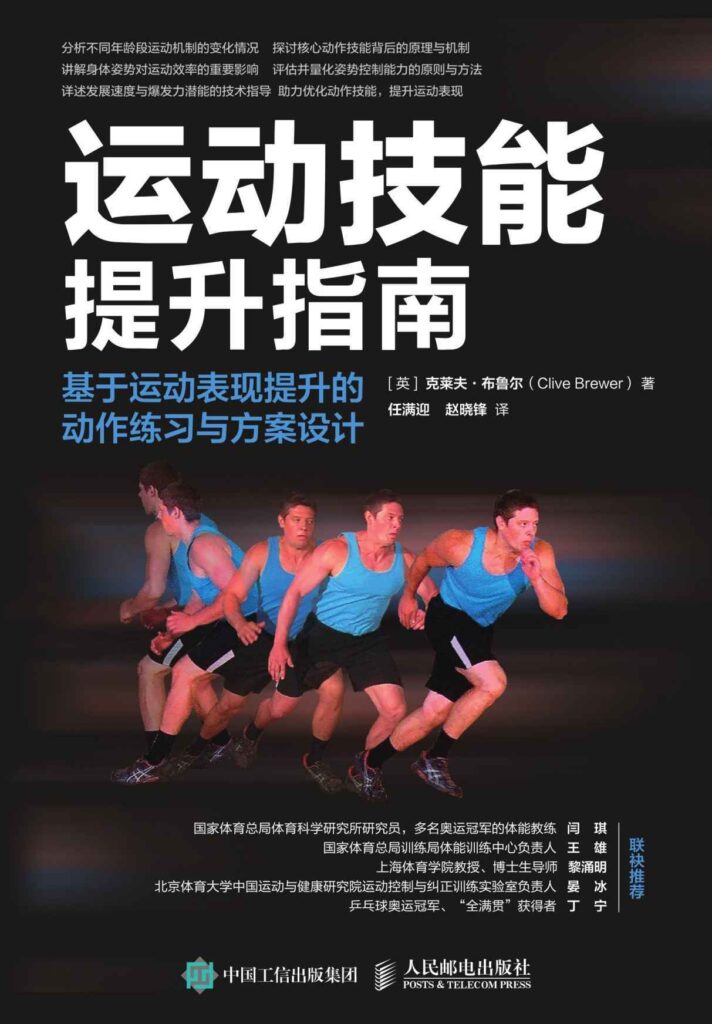 分析不同年龄段运动机制的变化情况 探讨核心动作技能背后的原理与机制
讲解身体姿势对运动效率的重要影响 评估并量化姿势控制能力的原则与方法
详述发展速度与爆发力潜能的技术指导 助力优化动作技能，提升运动表现
运动技能
提升指南
基于运动表现提升的
动作练习与方案设计
［英］克莱夫·布鲁尔（Clive Brewer）著
任满迎 赵晓锋 译
国家体育总局体育科学研究所研究员，多名奥运冠军的体能教练 闫 琪
国家体育总局训练局体能训练中心负责人 王 雄
上海体育学院教授、博士生导师 黎涌明
北京体育大学中国运动与健康研究院运动控制与纠正训练实验室负责人 晏 冰
乒乓球奥运冠军、“全满贯”获得者 丁 宁
联袂推荐
中国工信出版集团
人民邮电出版社
POSTS & TELECOM PRESS